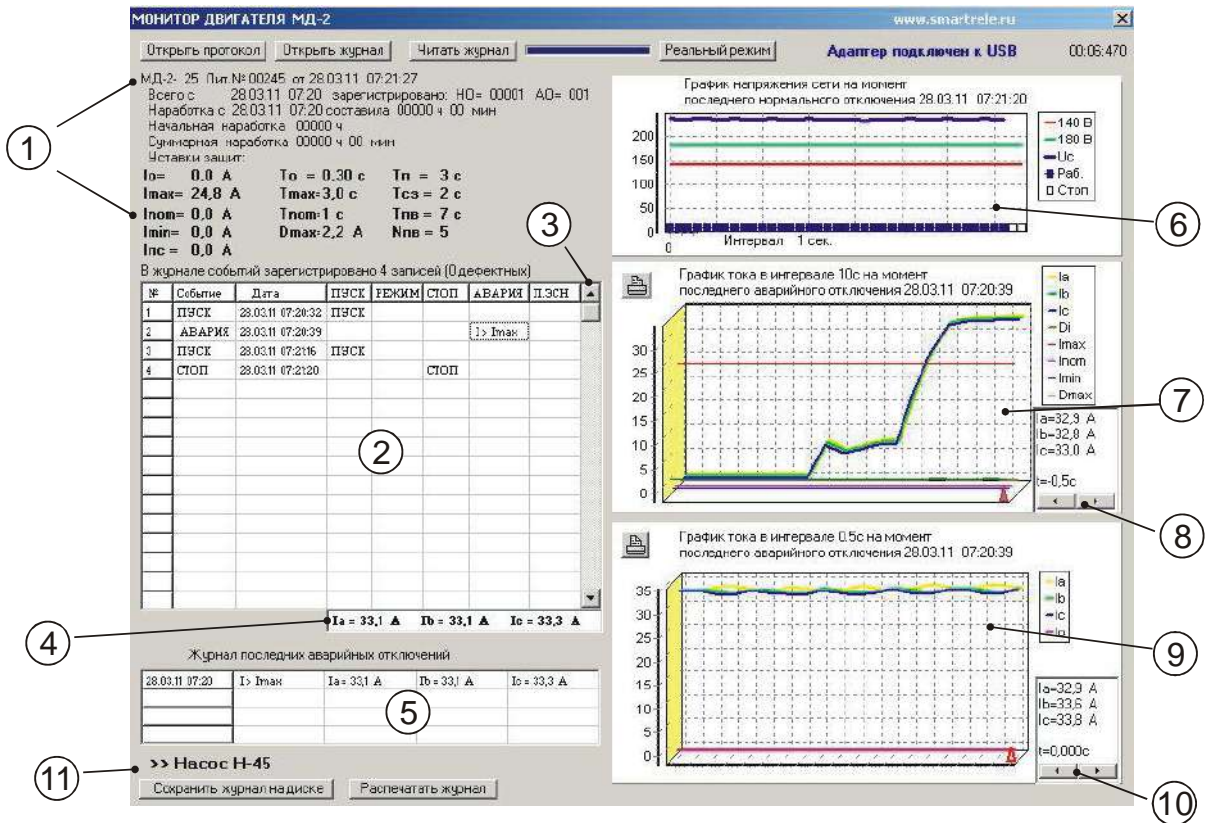 МОНИТОР ДВИГАТЕЛЯ МД-2 www.smartrele.ru
Открыть протокол Открыть журнал Читать журнал Реальный режим Адаптер подключен к USB 00:06:470
МД-2- 25 Лит.№00245 от 28.03.11 07:21:27
Всего с 28.03.11 07:20 зарегистрировано: НО= 00001 АО= 001
Наработка с 28.03.11 07:20 составила 00000 ч 00 мин
Начальная наработка 00000 ч
Суммарная наработка 00000 ч 00 мин
Уставки защит:
Io= 0,0 А To = 0.30 с Tп = 3 с
Imax= 24,8 А Tmax=3,0 с Tсз = 2 с
Inom= 0,0 А Tnom=1 с Tпв = 7 с
Imin= 0,0 А Dmax=2,2 А Nпв = 5
Iпс = 0,0 А
В журнале событий зарегистрировано 4 записей (0 дефектных)
№ Событие Дата ПУСК РЕЖИМ СТОП АВАРИЯ П.ЭСН
1 ПУСК 28.03.11 07:20:32 ПУСК
2 АВАРИЯ 28.03.11 07:20:39 I> Imax
3 ПУСК 28.03.11 07:21:16 ПУСК
4 СТОП 28.03.11 07:21:20 СТОП
Ia = 33,1 А Ib = 33,1 А Ic = 33,3 А
Журнал последних аварийных отключений
28.03.11 07:20 I> Imax Ia = 33,1 А Ib = 33,1 А Ic = 33,3 А
>> Насос Н-45
Сохранить журнал на диске Распечатать журнал
График напряжения сети на момент
последнего нормального отключения 28.03.11 07:21:20
200
150
100
50
0
0
Интервал 1 сек.
140 В
180 В
Uc
Раб.
Стоп
График тока в интервале 10с на момент
последнего аварийного отключения 28.03.11 07:20:39
30
25
20
15
10
5
0
Ia
Ib
Ic
Di
Imax
Inom
Imin
Dmax
Ia=32,9 А
Ib=32,8 А
Ic=33,0 А
t=-0,5с
График тока в интервале 0.5с на момент
последнего аварийного отключения 28.03.11 07:20:39
35
30
25
20
10
5
0
Ia
Ib
Ic
Io
Ia=32,9 А
Ib=33,6 А
Ic=33,8 А
t=0,000с
1
2
3
4
5
6
7
8
9
10
11